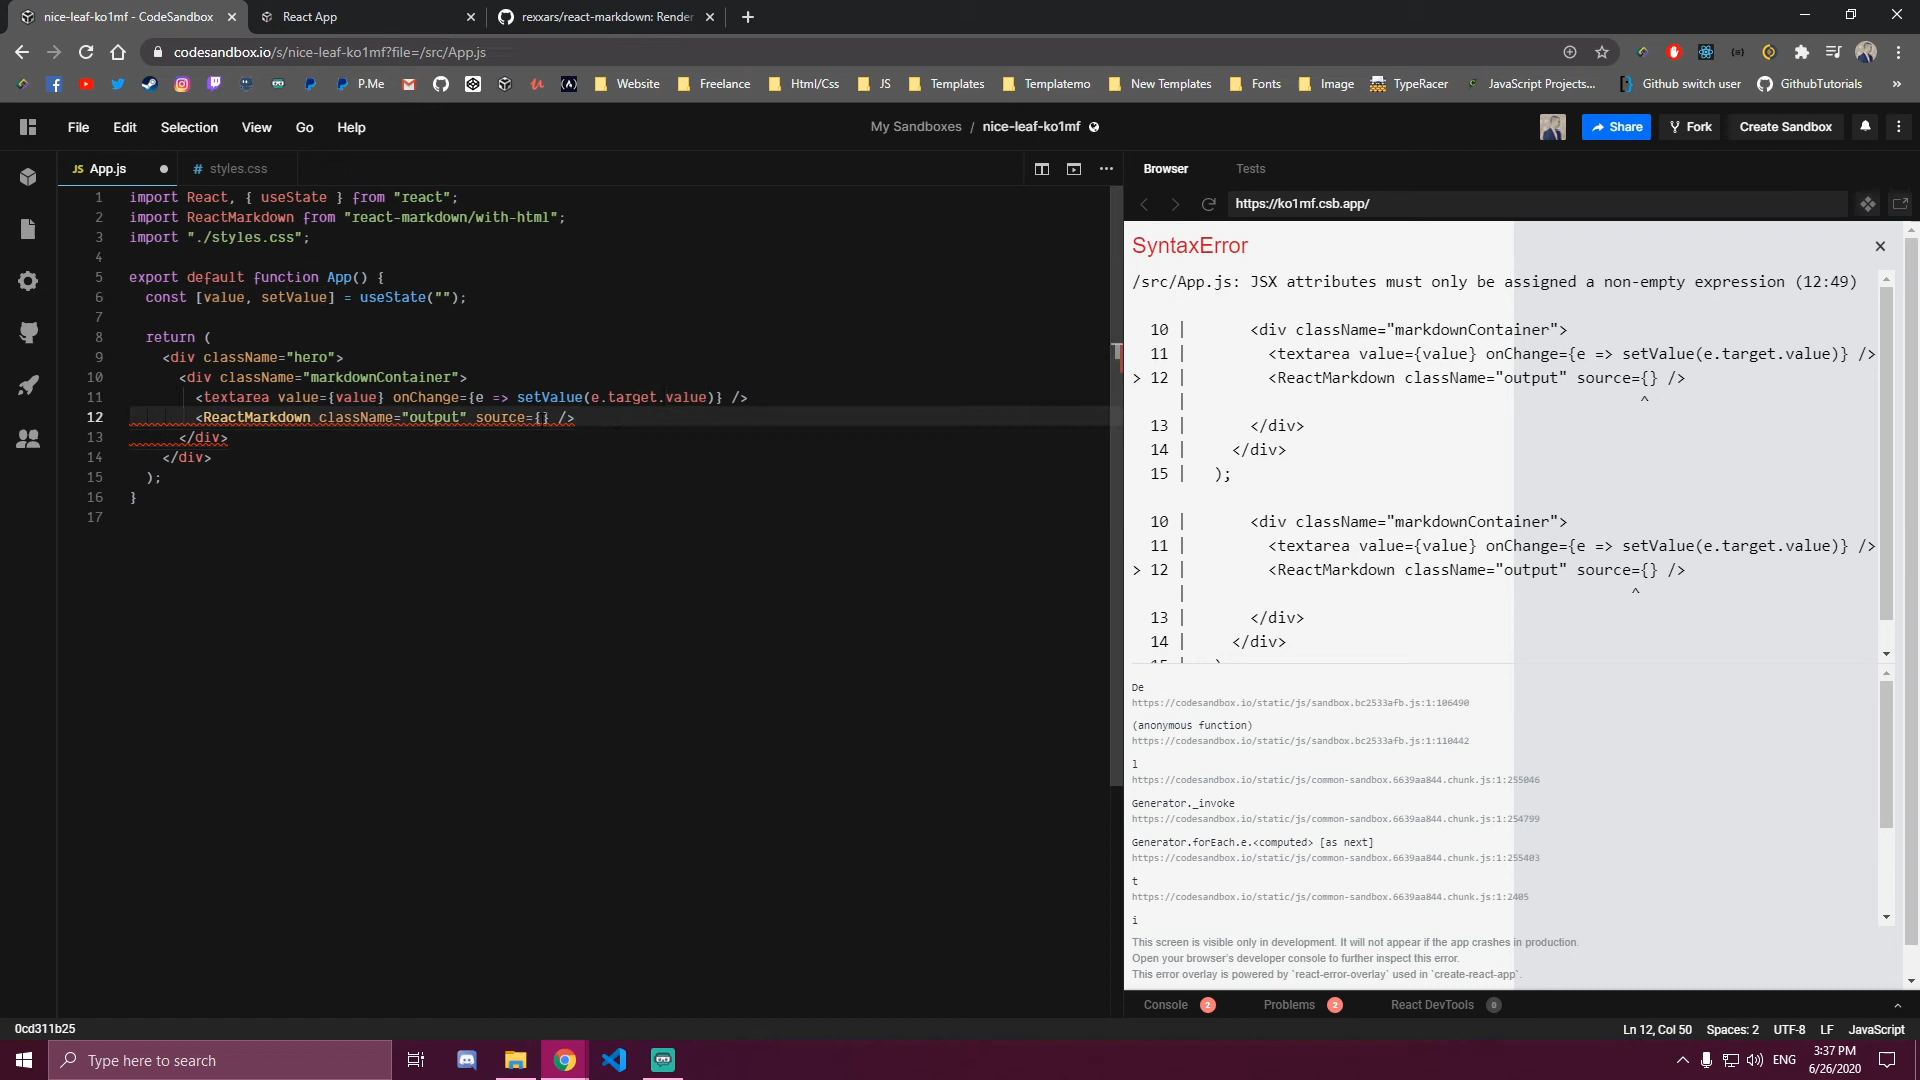 nice-leaf-ko1mf - CodeSandbox
React App
rexxars/react-markdown: Render
codesandbox.io/s/nice-leaf-ko1mf?file=/src/App.js
P.Me
Website
Freelance
Html/Css
JS
Templates
Templatemo
New Templates
Fonts
Image
TypeRacer
JavaScript Projects...
Github switch user
GithubTutorials
»
File Edit Selection View Go Help
My Sandboxes / nice-leaf-ko1mf
Share
Fork
Create Sandbox
JS App.js
# styles.css
Browser
Tests
https://ko1mf.csb.app/
1 import React, { useState } from "react";
2 import ReactMarkdown from "react-markdown/with-html";
3 import "./styles.css";
4
5 export default function App() {
6 const [value, setValue] = useState("");
7
8 return (
9 <div className="hero">
10 <div className="markdownContainer">
11 <textarea value={value} onChange={e => setValue(e.target.value)} />
12 <ReactMarkdown className="output" source={} />
13 </div>
14 </div>
15 );
16 }
17
SyntaxError
/src/App.js: JSX attributes must only be assigned a non-empty expression (12:49)
10 | <div className="markdownContainer">
11 | <textarea value={value} onChange={e => setValue(e.target.value)} />
> 12 | <ReactMarkdown className="output" source={} />
| ^
13 | </div>
14 | </div>
15 | );
10 | <div className="markdownContainer">
11 | <textarea value={value} onChange={e => setValue(e.target.value)} />
> 12 | <ReactMarkdown className="output" source={} />
| ^
13 | </div>
14 | </div>
De
https://codesandbox.io/static/js/sandbox.bc2533afb.js:1:106490
(anonymous function)
https://codesandbox.io/static/js/sandbox.bc2533afb.js:1:110442
l
https://codesandbox.io/static/js/common-sandbox.6639aa844.chunk.js:1:255046
Generator._invoke
https://codesandbox.io/static/js/common-sandbox.6639aa844.chunk.js:1:254799
Generator.forEach.e.<computed> [as next]
https://codesandbox.io/static/js/common-sandbox.6639aa844.chunk.js:1:255403
t
https://codesandbox.io/static/js/common-sandbox.6639aa844.chunk.js:1:2405
i
This screen is visible only in development. It will not appear if the app crashes in production.
Open your browser's developer console to further inspect this error.
This error overlay is powered by `react-error-overlay` used in `create-react-app`.
Console 2
Problems 2
React DevTools 0
0cd311b25
Ln 12, Col 50 Spaces: 2 UTF-8 LF JavaScript
Type here to search
ENG
3:37 PM
6/26/2020